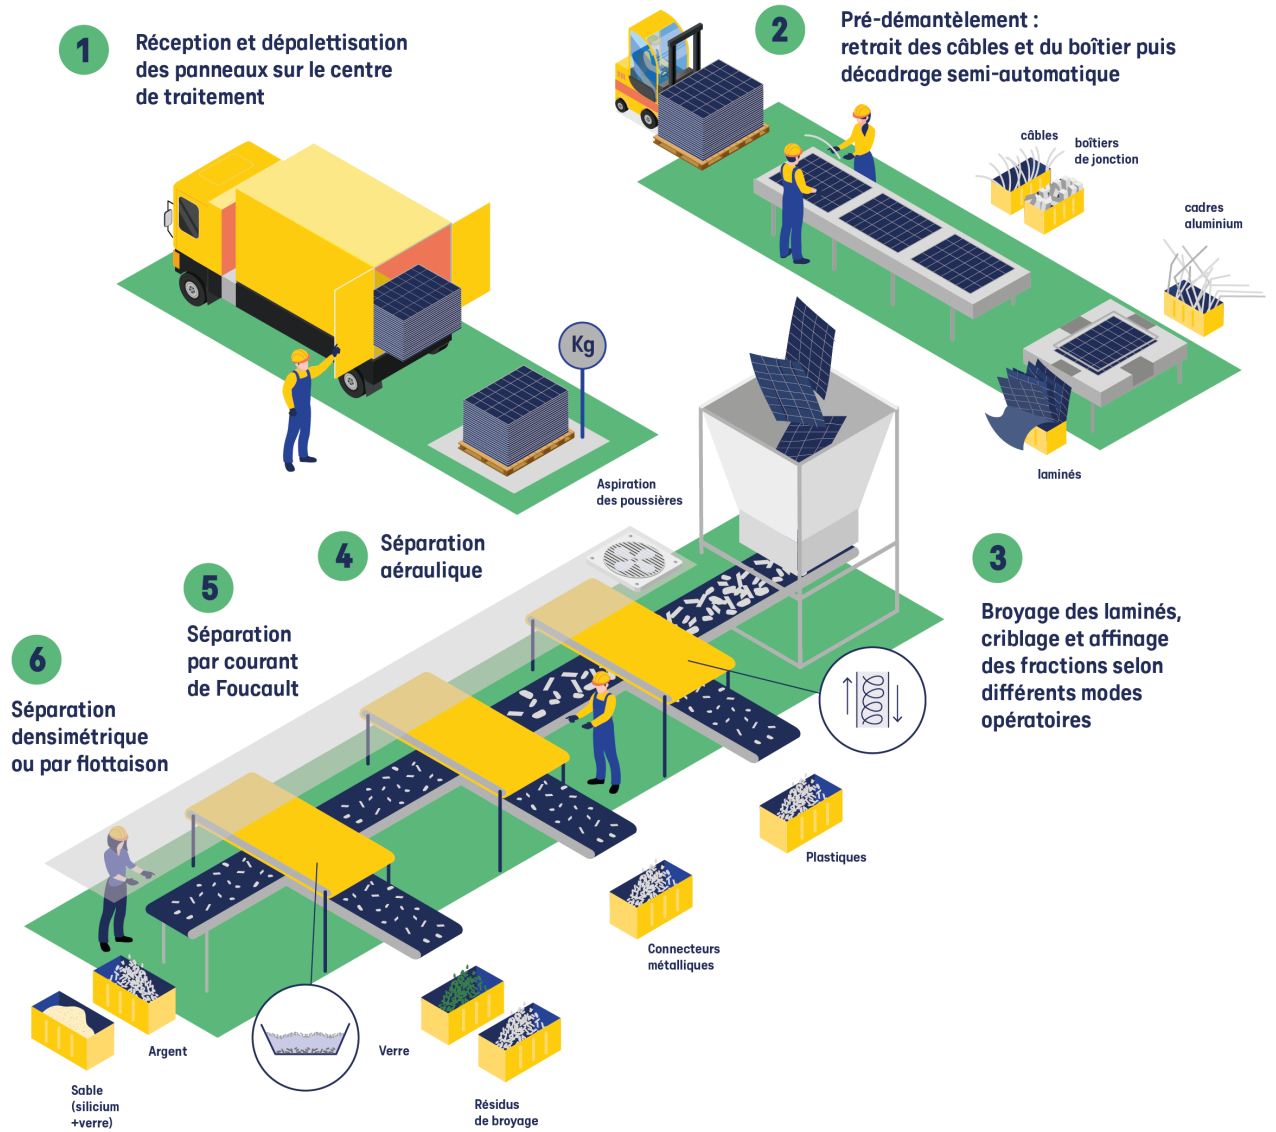 1
Réception et dépalettisation
des panneaux sur le centre
de traitement
Kg
2
Pré-démantèlement :
retrait des câbles et du boîtier puis
décadrage semi-automatique
câbles
boîtiers
de jonction
cadres
aluminium
laminés
3
Broyage des laminés,
criblage et affinage
des fractions selon
différents modes
opératoires
Aspiration
des poussières
4
Séparation
aéraulique
Plastiques
5
Séparation
par courant
de Foucault
Connecteurs
métalliques
6
Séparation
densimétrique
ou par flottaison
Verre
Résidus
de broyage
Argent
Sable
(silicium
+verre)